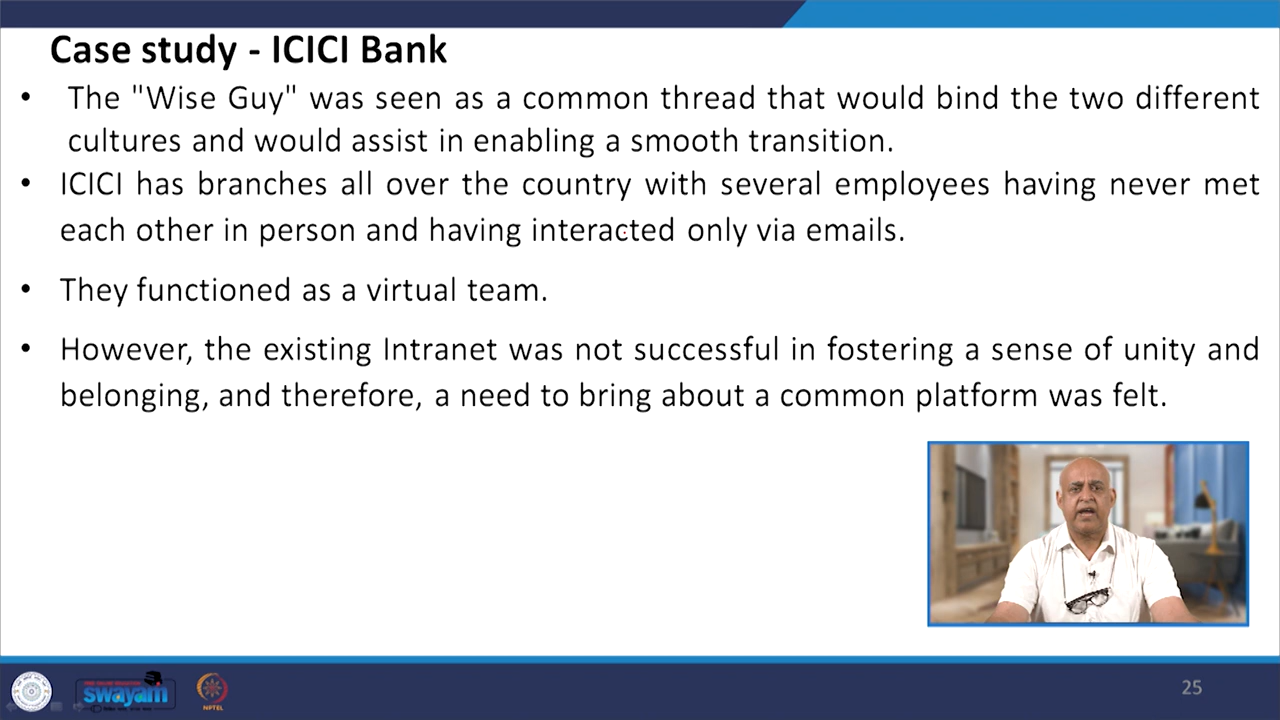 Case study - ICICI Bank
• The "Wise Guy" was seen as a common thread that would bind the two different
cultures and would assist in enabling a smooth transition.
• ICICI has branches all over the country with several employees having never met
each other in person and having interacted only via emails.
• They functioned as a virtual team.
• However, the existing Intranet was not successful in fostering a sense of unity and
belonging, and therefore, a need to bring about a common platform was felt.
swayam
NPTEL
25